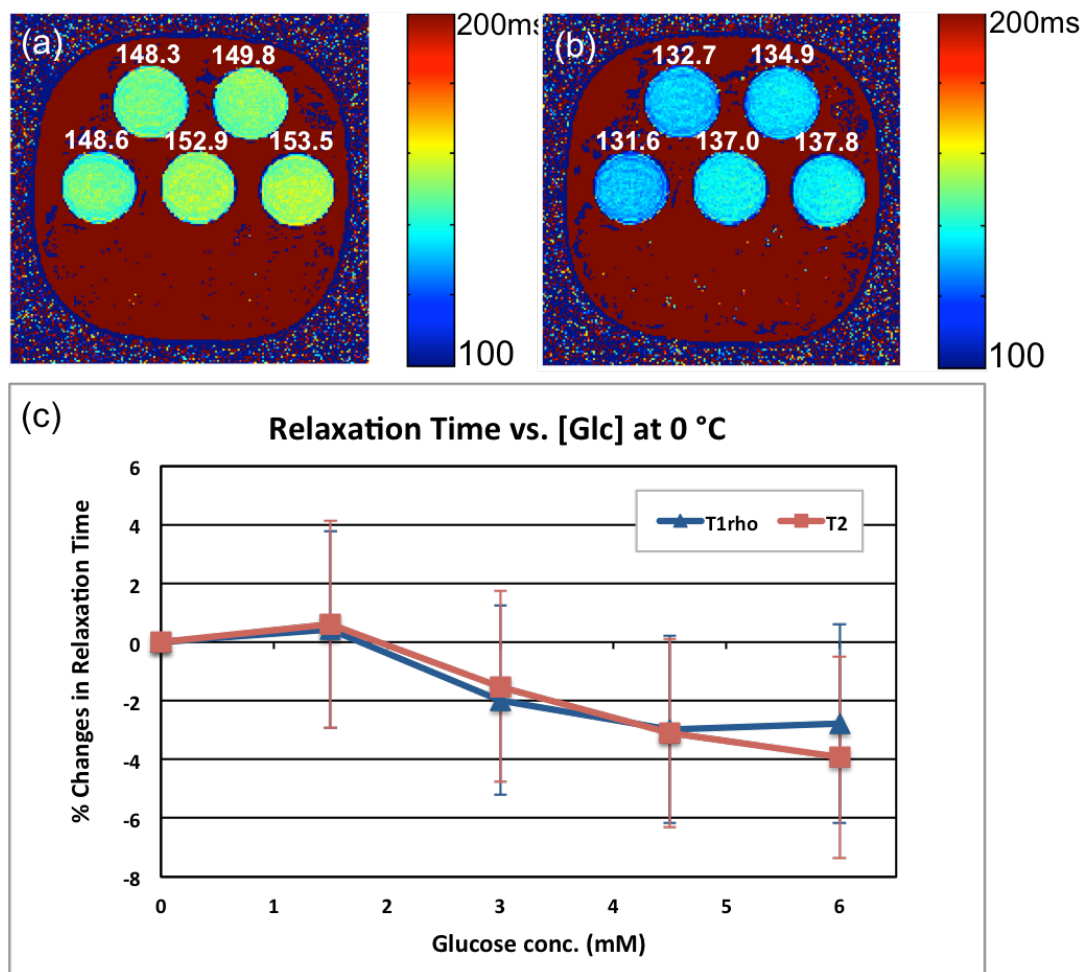 (a)
148.3 149.8
148.6 152.9 153.5
200ms
100
(b)
132.7 134.9
131.6 137.0 137.8
200ms
100
(c)
Relaxation Time vs. [Glc] at 0 °C
T1rho T2
% Changes in Relaxation Time
6
4
2
0
-2
-4
-6
-8
0 1 2 3 4 5 6
Glucose conc. (mM)